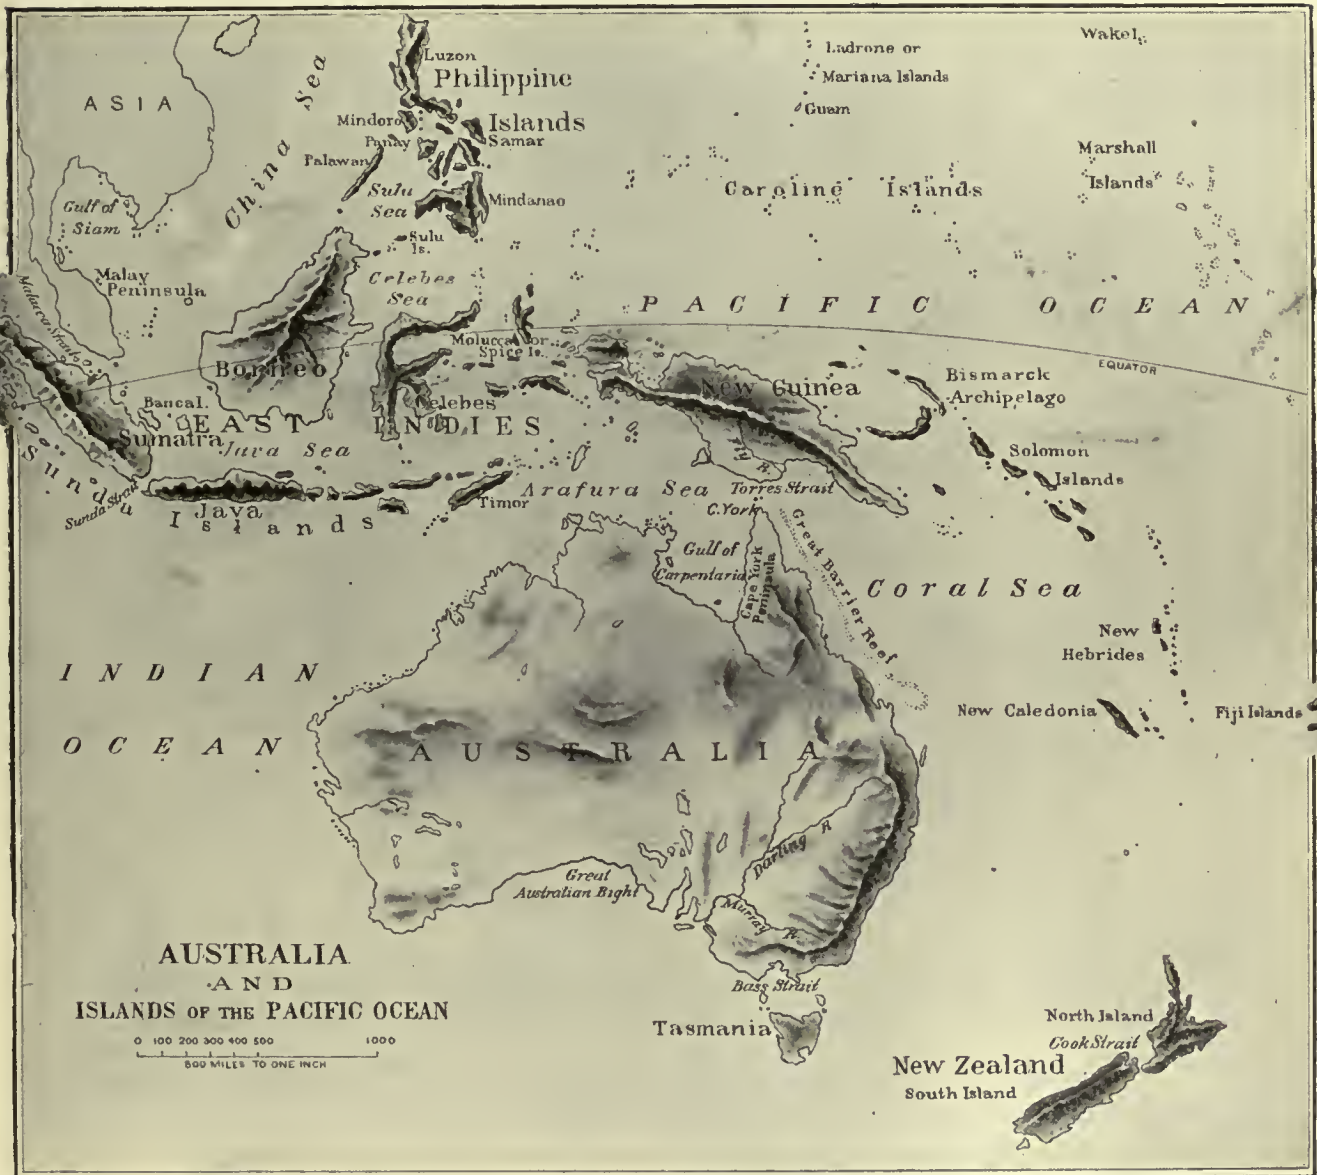 ASIA
China Sea
Luzon
Philippine
Islands
Mindoro
Panay
Samar
Palawan
Sulu
Sea
Mindanao
Sulu
Is.
Gulf of
Siam
Malay
Peninsula
Malacca Strait
Celebes
Sea
Ladrone or
Mariana Islands
Guam
Wake I.
Caroline Islands
Marshall
Islands
PACIFIC OCEAN
EQUATOR
Borneo
Molucca or
Spice Is.
Celebes
Banca I.
EAST INDIES
Sumatra
Java Sea
Sunda Strait
Sunda Islands
Java
Timor
New Guinea
Fly R.
Bismarck
Archipelago
Solomon
Islands
Arafura Sea
Torres Strait
C. York
Gulf of
Carpentaria
Cape York
Peninsula
Great Barrier Reef
Coral Sea
New
Hebrides
New Caledonia
Fiji Islands
INDIAN
OCEAN
AUSTRALIA
Darling R
Murray R.
Great
Australian Bight
Bass Strait
Tasmania
North Island
Cook Strait
New Zealand
South Island
AUSTRALIA
AND
ISLANDS OF THE PACIFIC OCEAN
0 100 200 300 400 500 1000
800 MILES TO ONE INCH